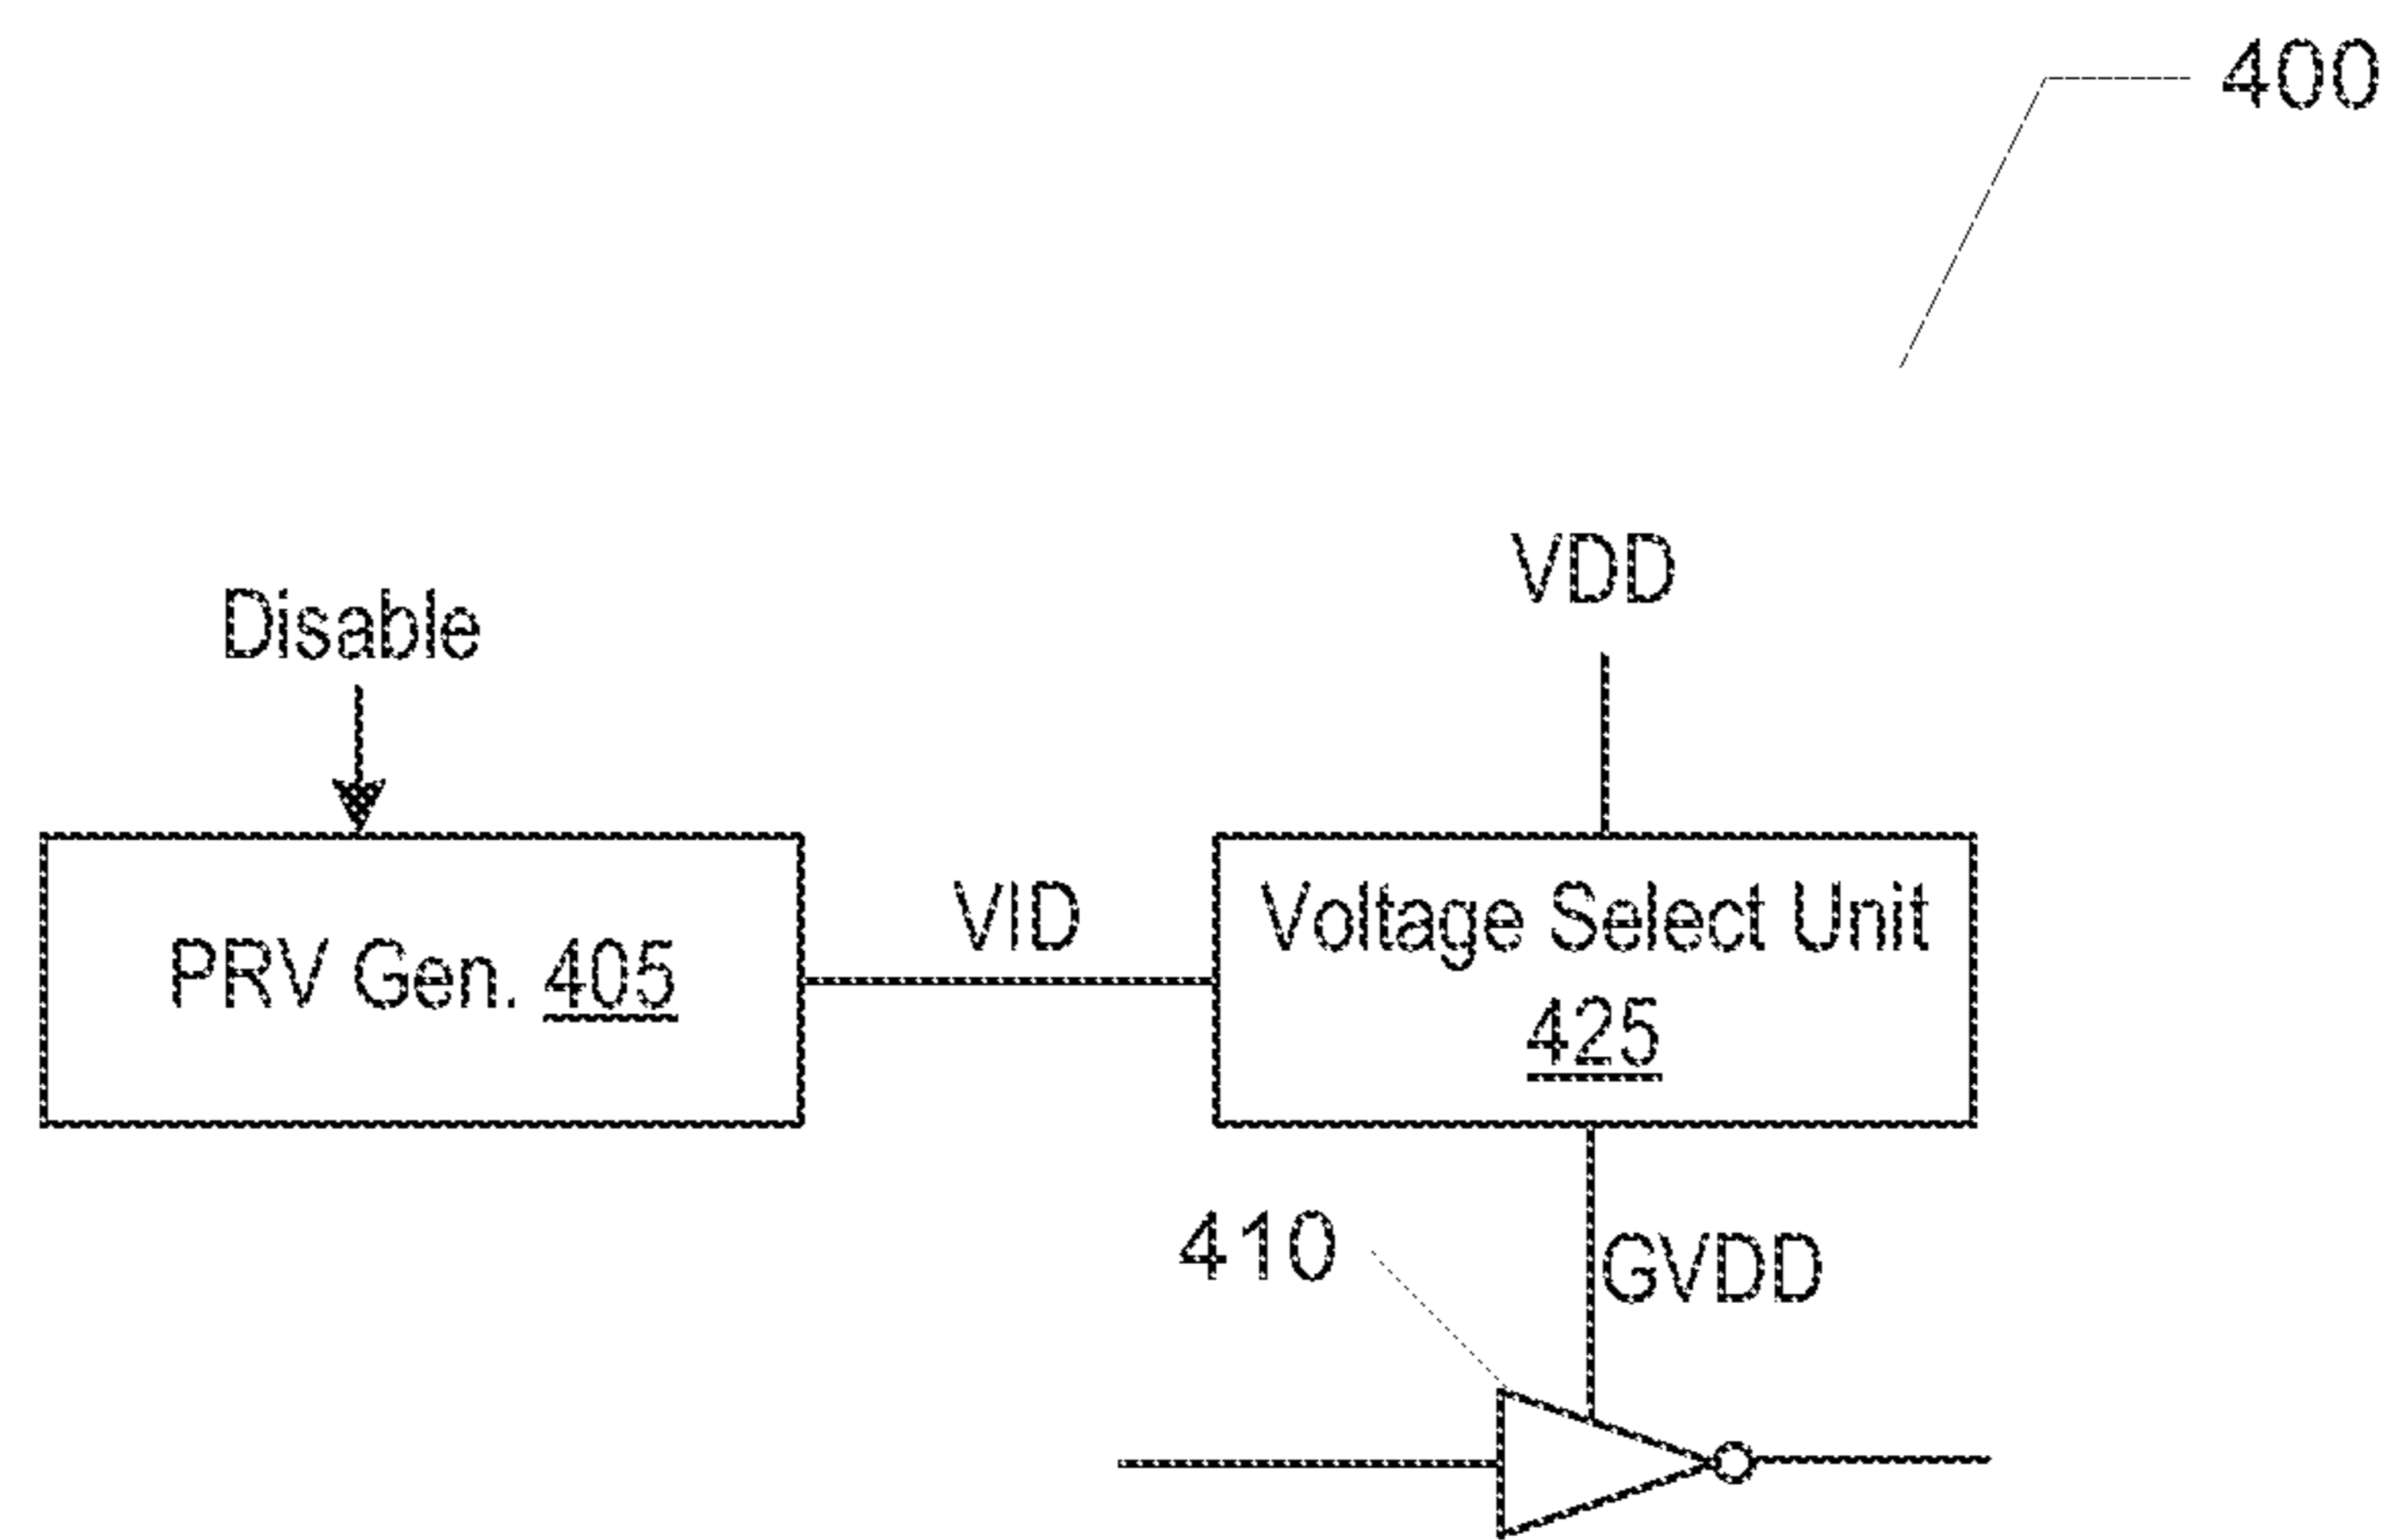 400
VDD
Disable
VID
Voltage Select Unit
425
PRV Gen. 405
410
GVDD